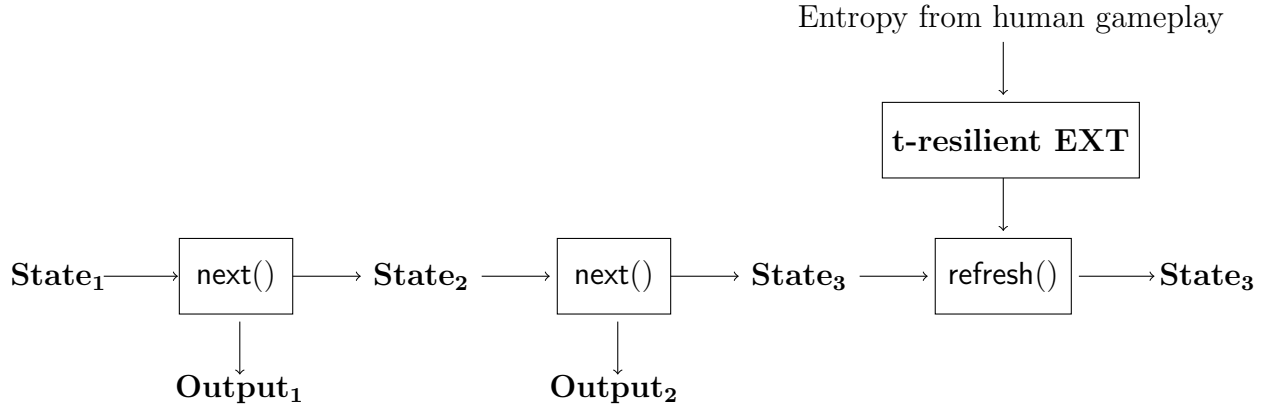 Entropy from human gameplay
t-resilient EXT
State₁ next() State₂ next() State₃ refresh() State₃
Output₁ Output₂